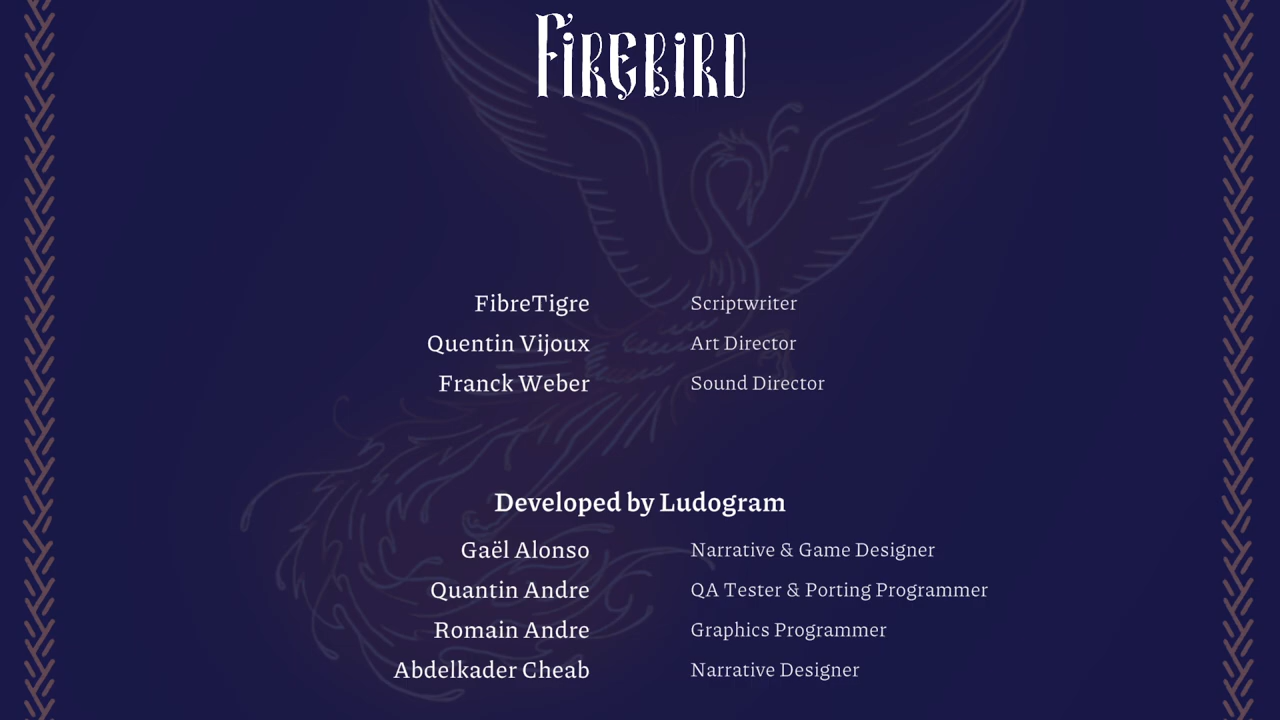 FiREBiRD
FibreTigre Scriptwriter
Quentin Vijoux Art Director
Franck Weber Sound Director
Developed by Ludogram
Gaël Alonso Narrative & Game Designer
Quantin Andre QA Tester & Porting Programmer
Romain Andre Graphics Programmer
Abdelkader Cheab Narrative Designer